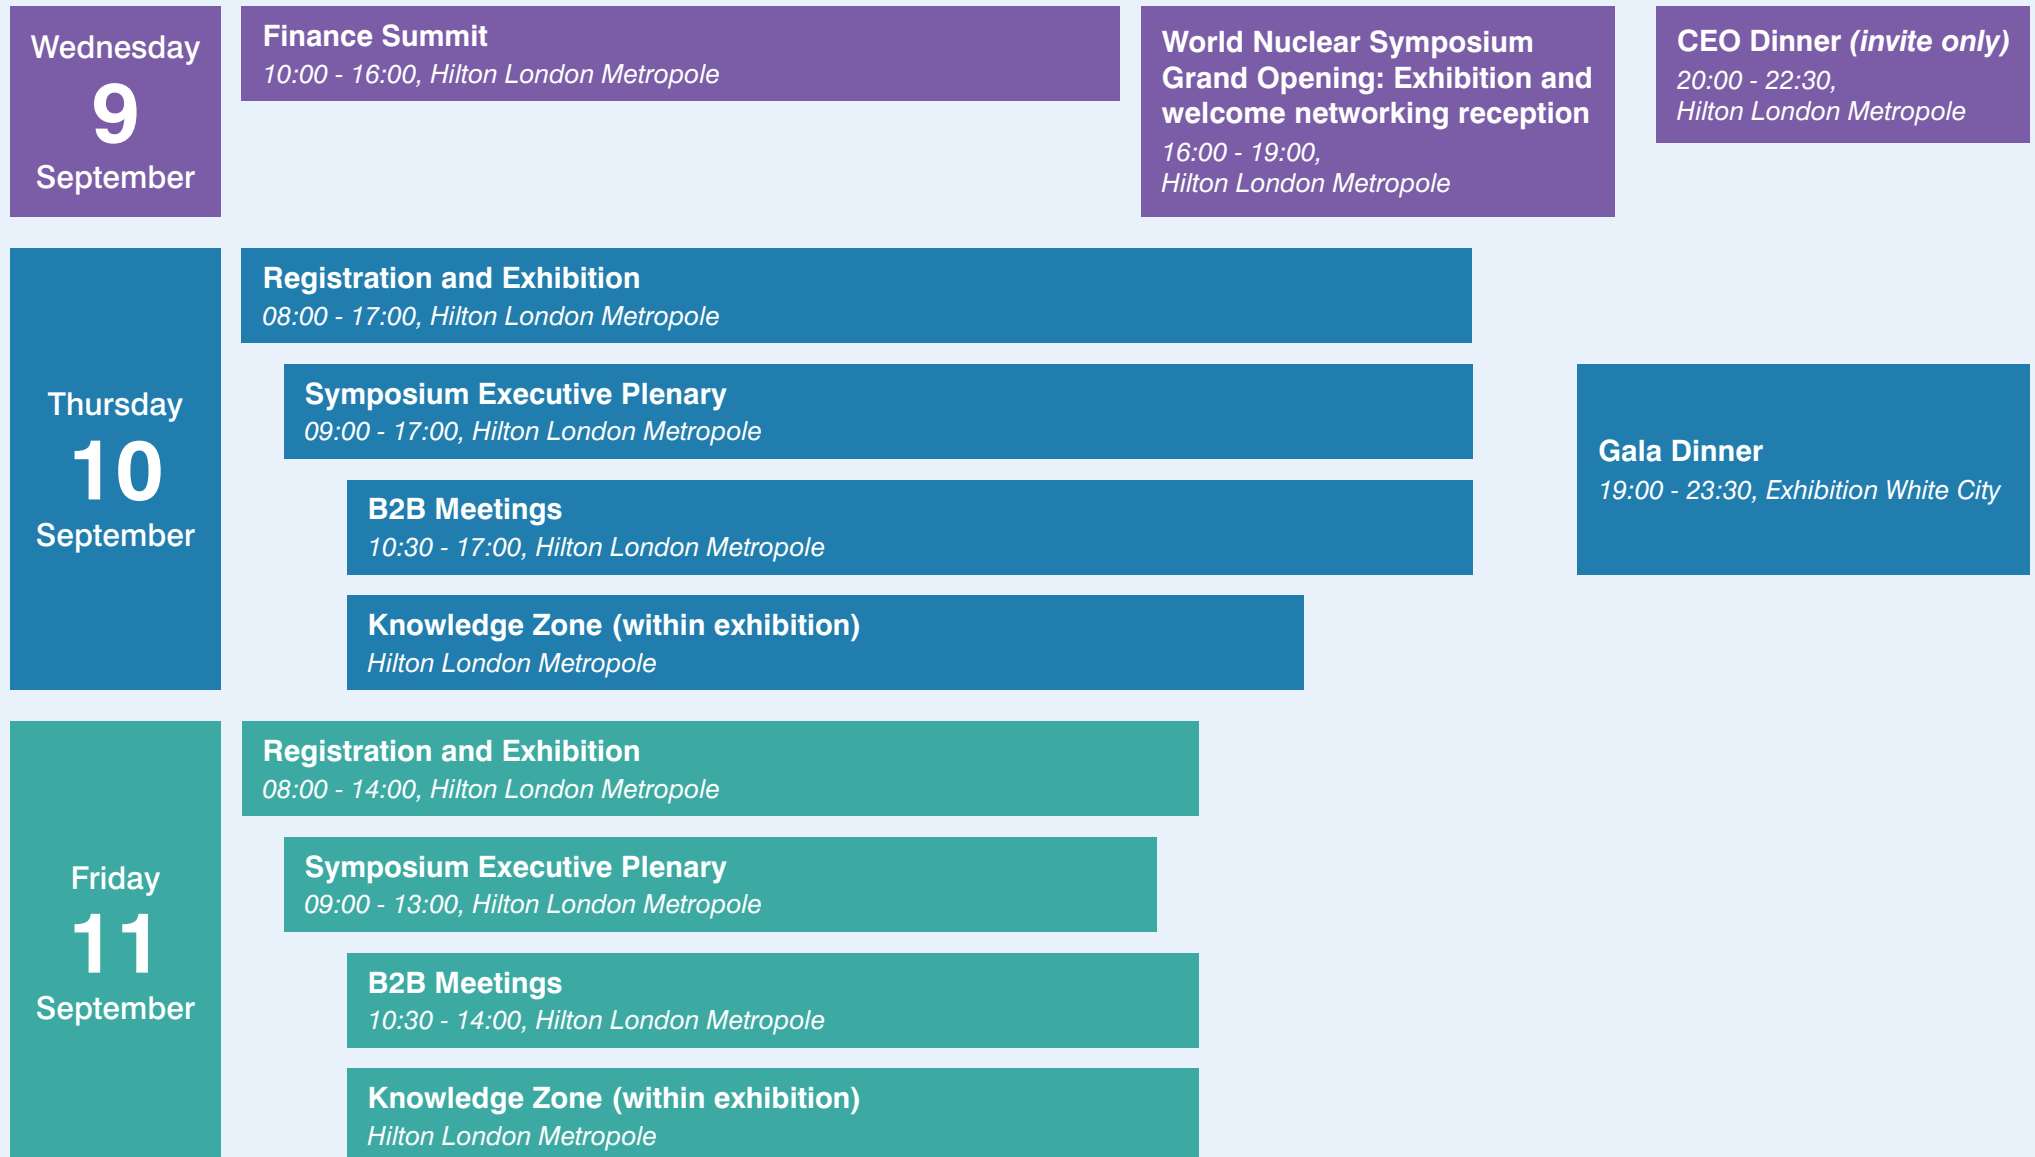 Wednesday
9
September
Finance Summit
10:00 - 16:00, Hilton London Metropole
World Nuclear Symposium
Grand Opening: Exhibition and
welcome networking reception
16:00 - 19:00,
Hilton London Metropole
CEO Dinner (invite only)
20:00 - 22:30,
Hilton London Metropole
Thursday
10
September
Registration and Exhibition
08:00 - 17:00, Hilton London Metropole
Symposium Executive Plenary
09:00 - 17:00, Hilton London Metropole
B2B Meetings
10:30 - 17:00, Hilton London Metropole
Knowledge Zone (within exhibition)
Hilton London Metropole
Gala Dinner
19:00 - 23:30, Exhibition White City
Friday
11
September
Registration and Exhibition
08:00 - 14:00, Hilton London Metropole
Symposium Executive Plenary
09:00 - 13:00, Hilton London Metropole
B2B Meetings
10:30 - 14:00, Hilton London Metropole
Knowledge Zone (within exhibition)
Hilton London Metropole